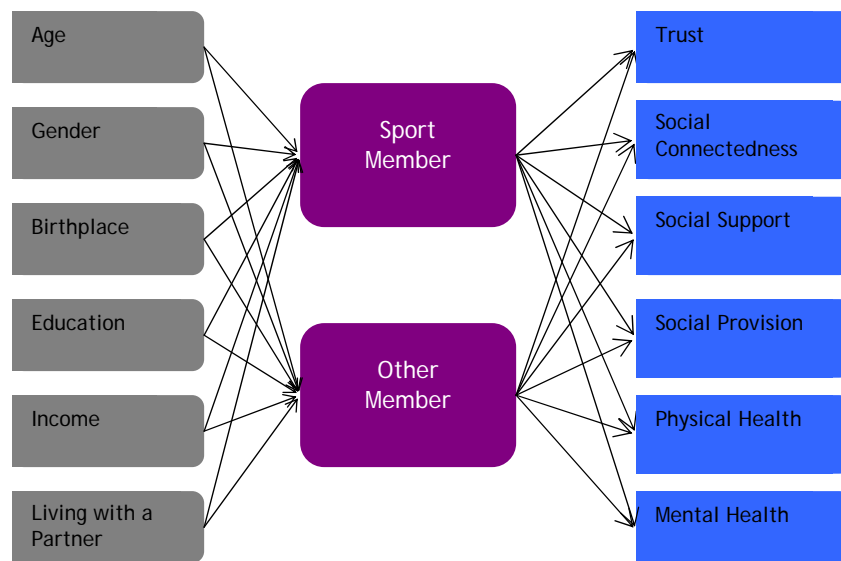 Age
Gender
Birthplace
Education
Income
Living with a
Partner
Sport
Member
Other
Member
Trust
Social
Connectedness
Social Support
Social Provision
Physical Health
Mental Health